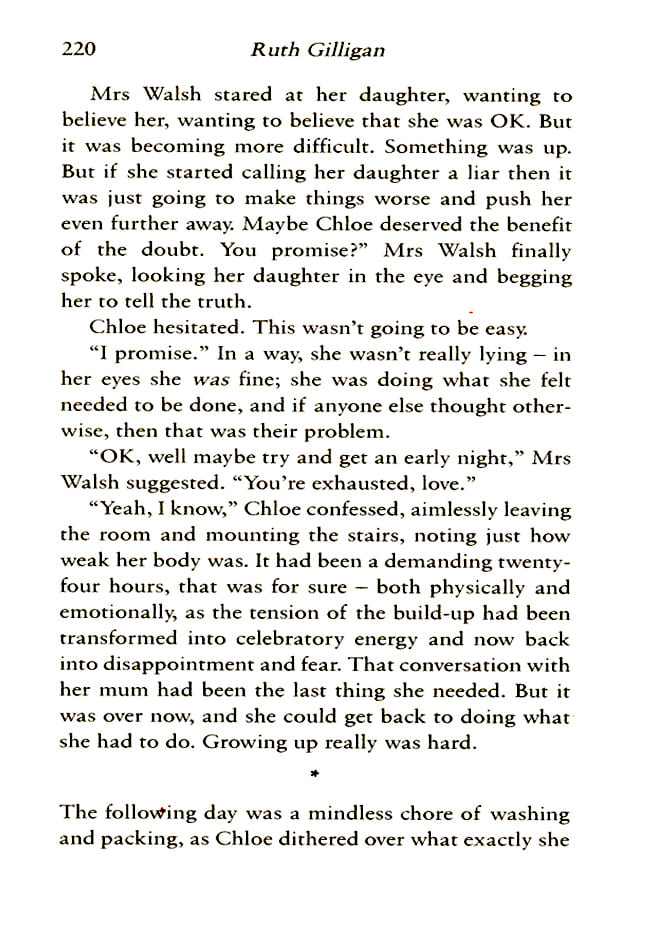 220 Ruth Gilligan
Mrs Walsh stared at her daughter, wanting to
believe her, wanting to believe that she was OK. But
it was becoming more difficult. Something was up.
But if she started calling her daughter a liar then it
was just going to make things worse and push her
even further away. Maybe Chloe deserved the benefit
of the doubt. You promise?” Mrs Walsh finally
spoke, looking her daughter in the eye and begging
her to tell the truth.
Chloe hesitated. This wasn’t going to be easy.
“I promise.” In a way, she wasn’t really lying – in
her eyes she was fine; she was doing what she felt
needed to be done, and if anyone else thought other-
wise, then that was their problem.
“OK, well maybe try and get an early night,” Mrs
Walsh suggested. “You’re exhausted, love.”
“Yeah, I know,” Chloe confessed, aimlessly leaving
the room and mounting the stairs, noting just how
weak her body was. It had been a demanding twenty-
four hours, that was for sure – both physically and
emotionally, as the tension of the build-up had been
transformed into celebratory energy and now back
into disappointment and fear. That conversation with
her mum had been the last thing she needed. But it
was over now, and she could get back to doing what
she had to do. Growing up really was hard.
*
The following day was a mindless chore of washing
and packing, as Chloe dithered over what exactly she